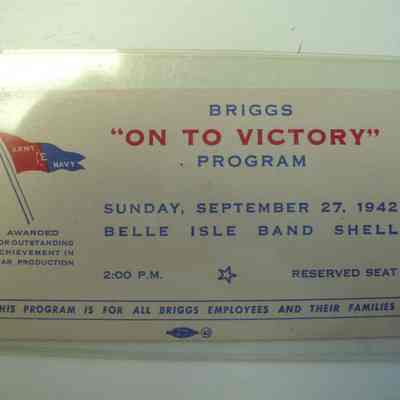 BRIGGS
"ON TO VICTORY"
PROGRAM
ARMY
E
NAVY
SUNDAY, SEPTEMBER 27, 1942
BELLE ISLE BAND SHELL
AWARDED
FOR OUTSTANDING
ACHIEVEMENT IN
WAR PRODUCTION
2:00 P.M.
RESERVED SEAT
THIS PROGRAM IS FOR ALL BRIGGS EMPLOYEES AND THEIR FAMILIES